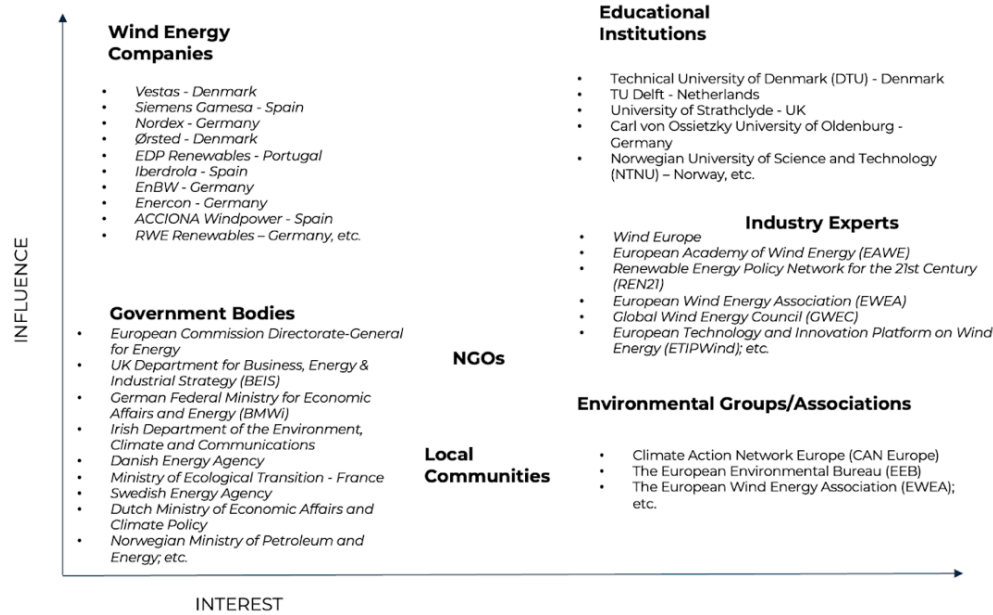 Wind Energy
Companies
• Vestas - Denmark
• Siemens Gamesa - Spain
• Nordex - Germany
• Ørsted - Denmark
• EDP Renewables - Portugal
• Iberdrola - Spain
• EnBW - Germany
• Enercon - Germany
• ACCIONA Windpower - Spain
• RWE Renewables – Germany, etc.
Educational
Institutions
• Technical University of Denmark (DTU) - Denmark
• TU Delft - Netherlands
• University of Strathclyde - UK
• Carl von Ossietzky University of Oldenburg -
Germany
• Norwegian University of Science and Technology
(NTNU) – Norway, etc.
Industry Experts
• Wind Europe
• European Academy of Wind Energy (EAWE)
• Renewable Energy Policy Network for the 21st Century
(REN21)
• European Wind Energy Association (EWEA)
• Global Wind Energy Council (GWEC)
• European Technology and Innovation Platform on Wind
Energy (ETIPWind); etc.
INFLUENCE
Government Bodies
• European Commission Directorate-General
for Energy
• UK Department for Business, Energy &
Industrial Strategy (BEIS)
• German Federal Ministry for Economic
Affairs and Energy (BMWi)
• Irish Department of the Environment,
Climate and Communications
• Danish Energy Agency
• Ministry of Ecological Transition - France
• Swedish Energy Agency
• Dutch Ministry of Economic Affairs and
Climate Policy
• Norwegian Ministry of Petroleum and
Energy; etc.
NGOs
Local
Communities
Environmental Groups/Associations
• Climate Action Network Europe (CAN Europe)
• The European Environmental Bureau (EEB)
• The European Wind Energy Association (EWEA);
etc.
INTEREST